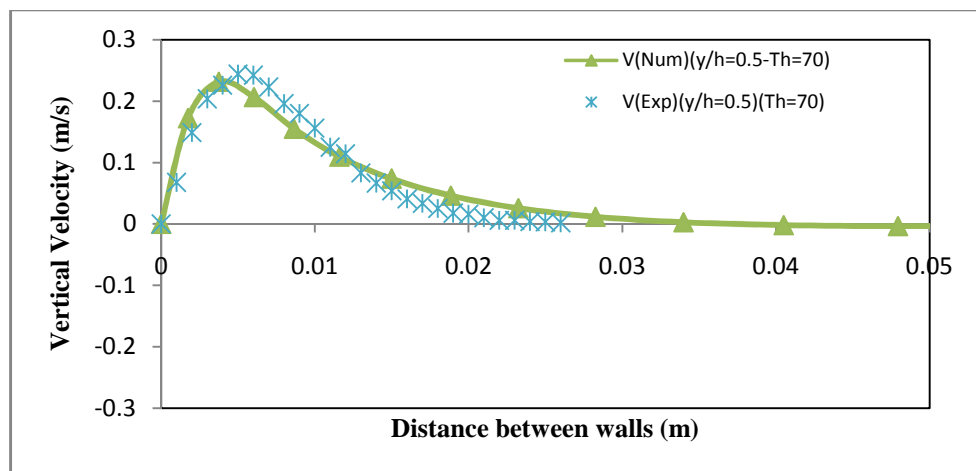 0.3
0.2
0.1
0
-0.1
-0.2
-0.3
Vertical Velocity (m/s)
V(Num)(y/h=0.5-Th=70)
V(Exp)(y/h=0.5)(Th=70)
0 0.01 0.02 0.03 0.04 0.05
Distance between walls (m)